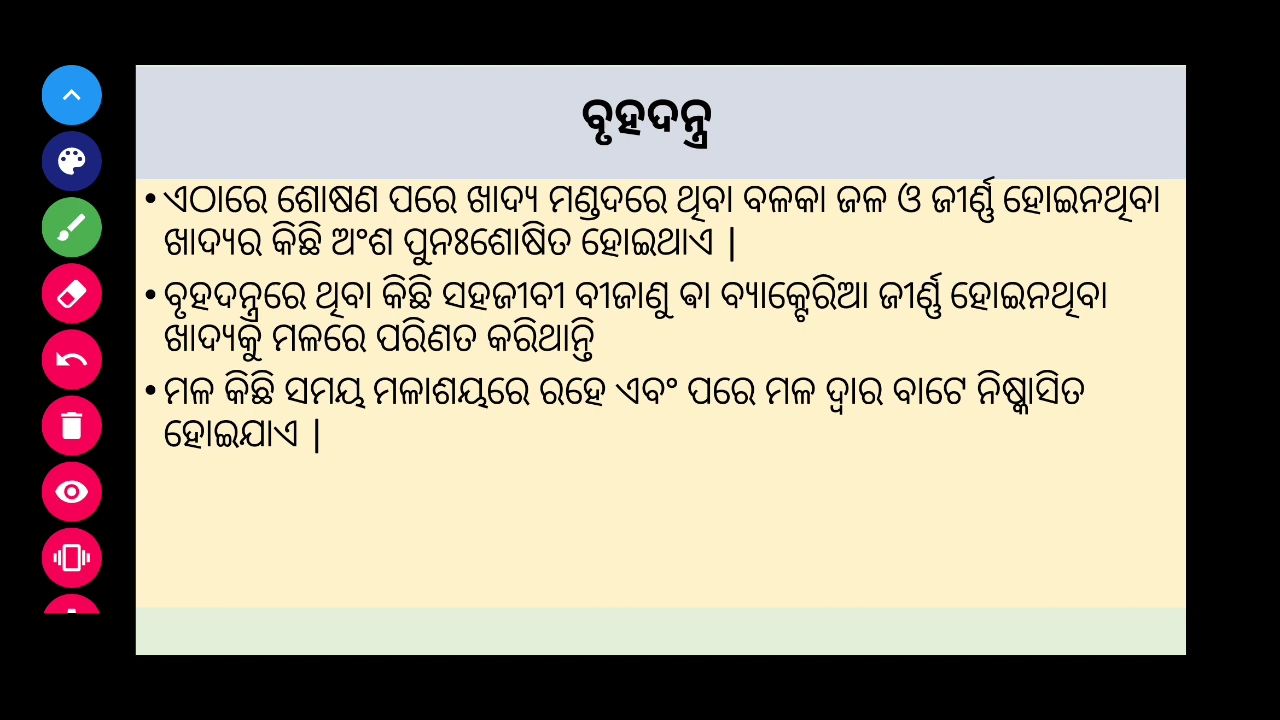 ବୃହଦନ୍ତ୍ର
• ଏଠାରେ ଶୋଷଣ ପରେ ଖାଦ୍ୟ ମଣ୍ଡଦରେ ଥିବା ବଳକା ଜଳ ଓ ଜୀର୍ଣ୍ଣ ହୋଇନଥିବା
ଖାଦ୍ୟର କିଛି ଅଂଶ ପୁନଃଶୋଷିତ ହୋଇଥାଏ |
• ବୃହଦନ୍ତ୍ରରେ ଥିବା କିଛି ସହଜୀବୀ ବୀଜାଣୁ ଵା ବ୍ୟାକ୍ଟେରିଆ ଜୀର୍ଣ୍ଣ ହୋଇନଥିବା
ଖାଦ୍ୟକୁ ମଳରେ ପରିଣତ କରିଥାନ୍ତି
• ମଳ କିଛି ସମୟ ମଳାଶୟରେ ରହେ ଏବଂ ପରେ ମଳ ଦ୍ଵାର ବାଟେ ନିଷ୍କାସିତ
ହୋଇଯାଏ |